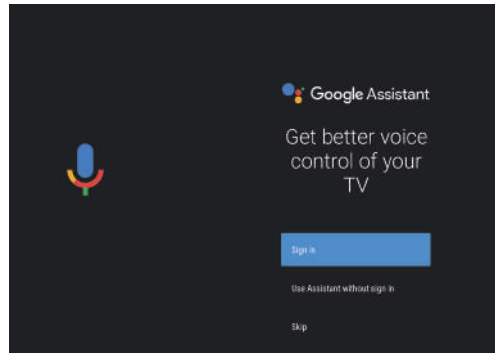 Google Assistant
Get better voice
control of your
TV
Sign in
Use Assistant without sign in
Skip